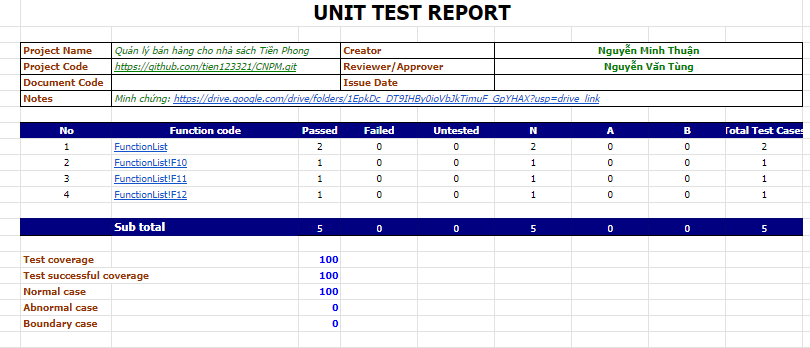 UNIT TEST REPORT
Project Name Quản lý bán hàng cho nhà sách Tiền Phong Creator Nguyễn Minh Thuận
Project Code https://github.com/tien123321/CNPM.git Reviewer/Approver Nguyễn Văn Tùng
Document Code Issue Date
Notes Minh chứng: https://drive.google.com/drive/folders/1EpkDc_DT9IHBy0ioVbJkTimuF_GpYHAX?usp=drive_link
No Function code Passed Failed Untested N A B Total Test Cases
1 FunctionList 2 0 0 2 0 0 2
2 FunctionList!F10 1 0 0 1 0 0 1
3 FunctionList!F11 1 0 0 1 0 0 1
4 FunctionList!F12 1 0 0 1 0 0 1
Sub total 5 0 0 5 0 0 5
Test coverage 100
Test successful coverage 100
Normal case 100
Abnormal case 0
Boundary case 0